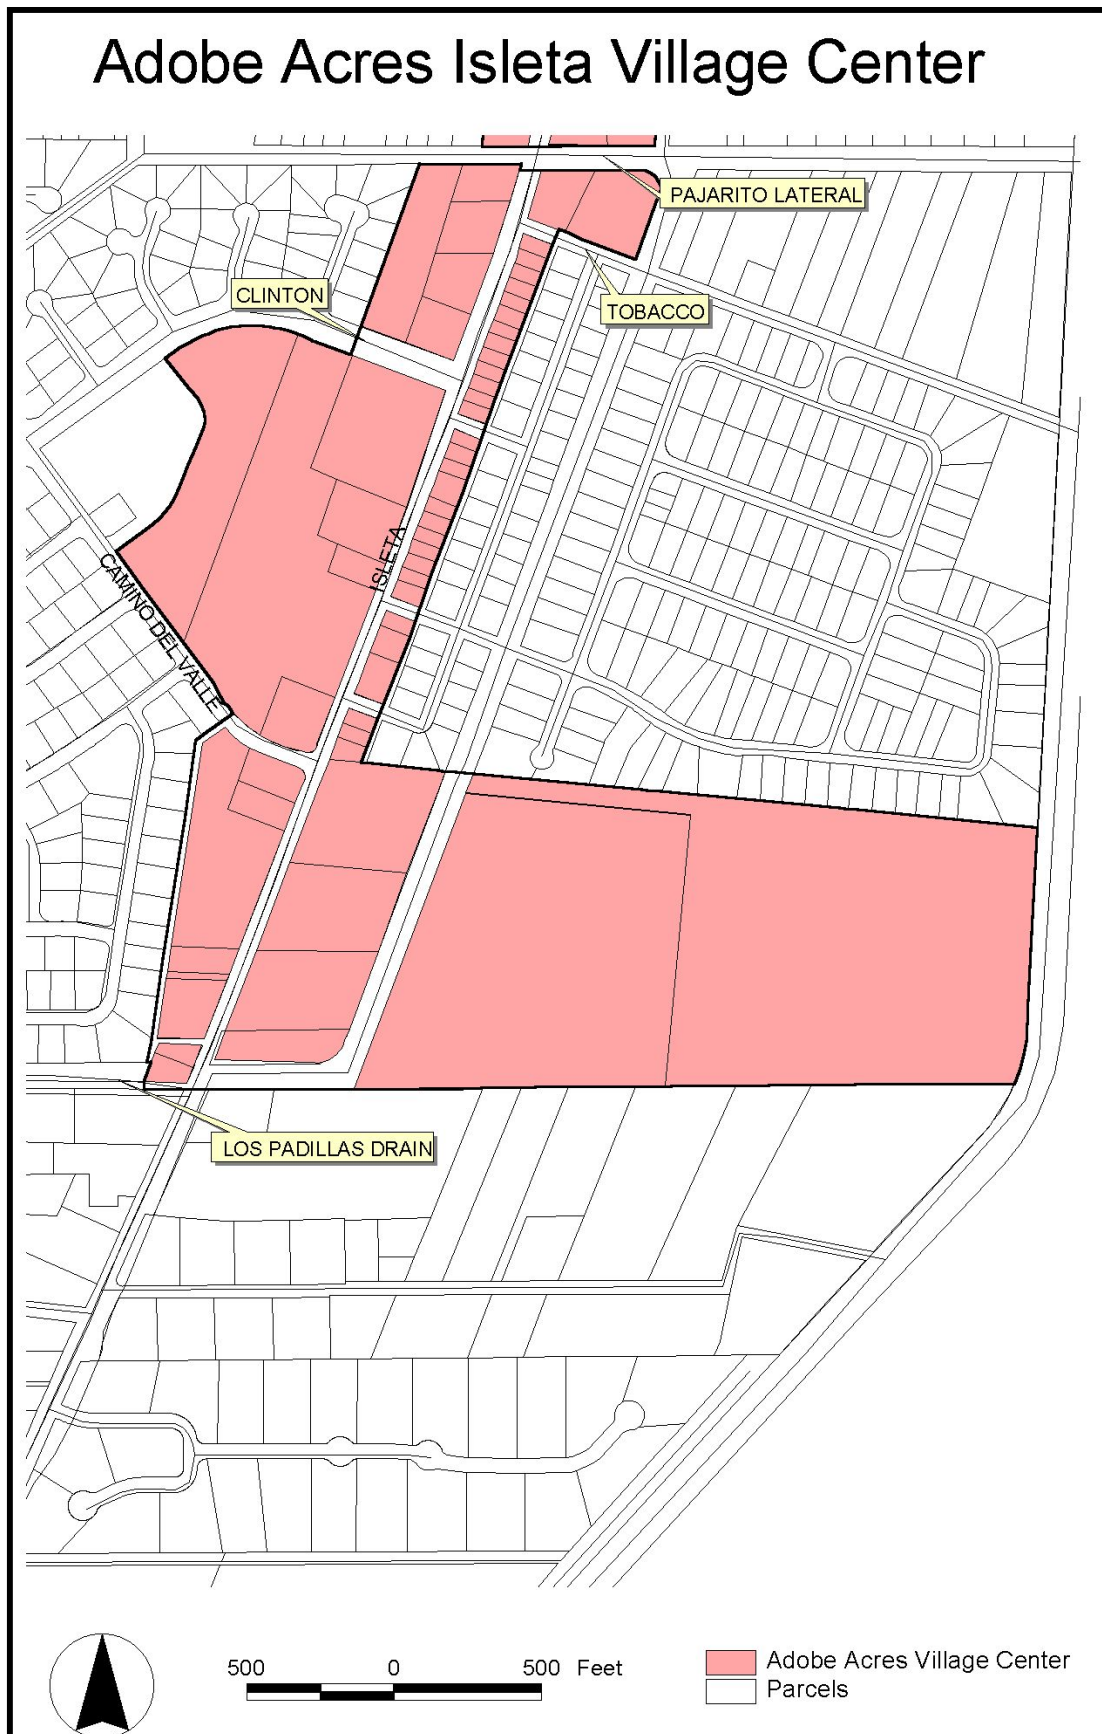 Adobe Acres Isleta Village Center
PAJARITO LATERAL
CLINTON
TOBACCO
ISLETA
CAMINO DEL VALLE
LOS PADILLAS DRAIN
500 0 500 Feet
Adobe Acres Village Center
Parcels